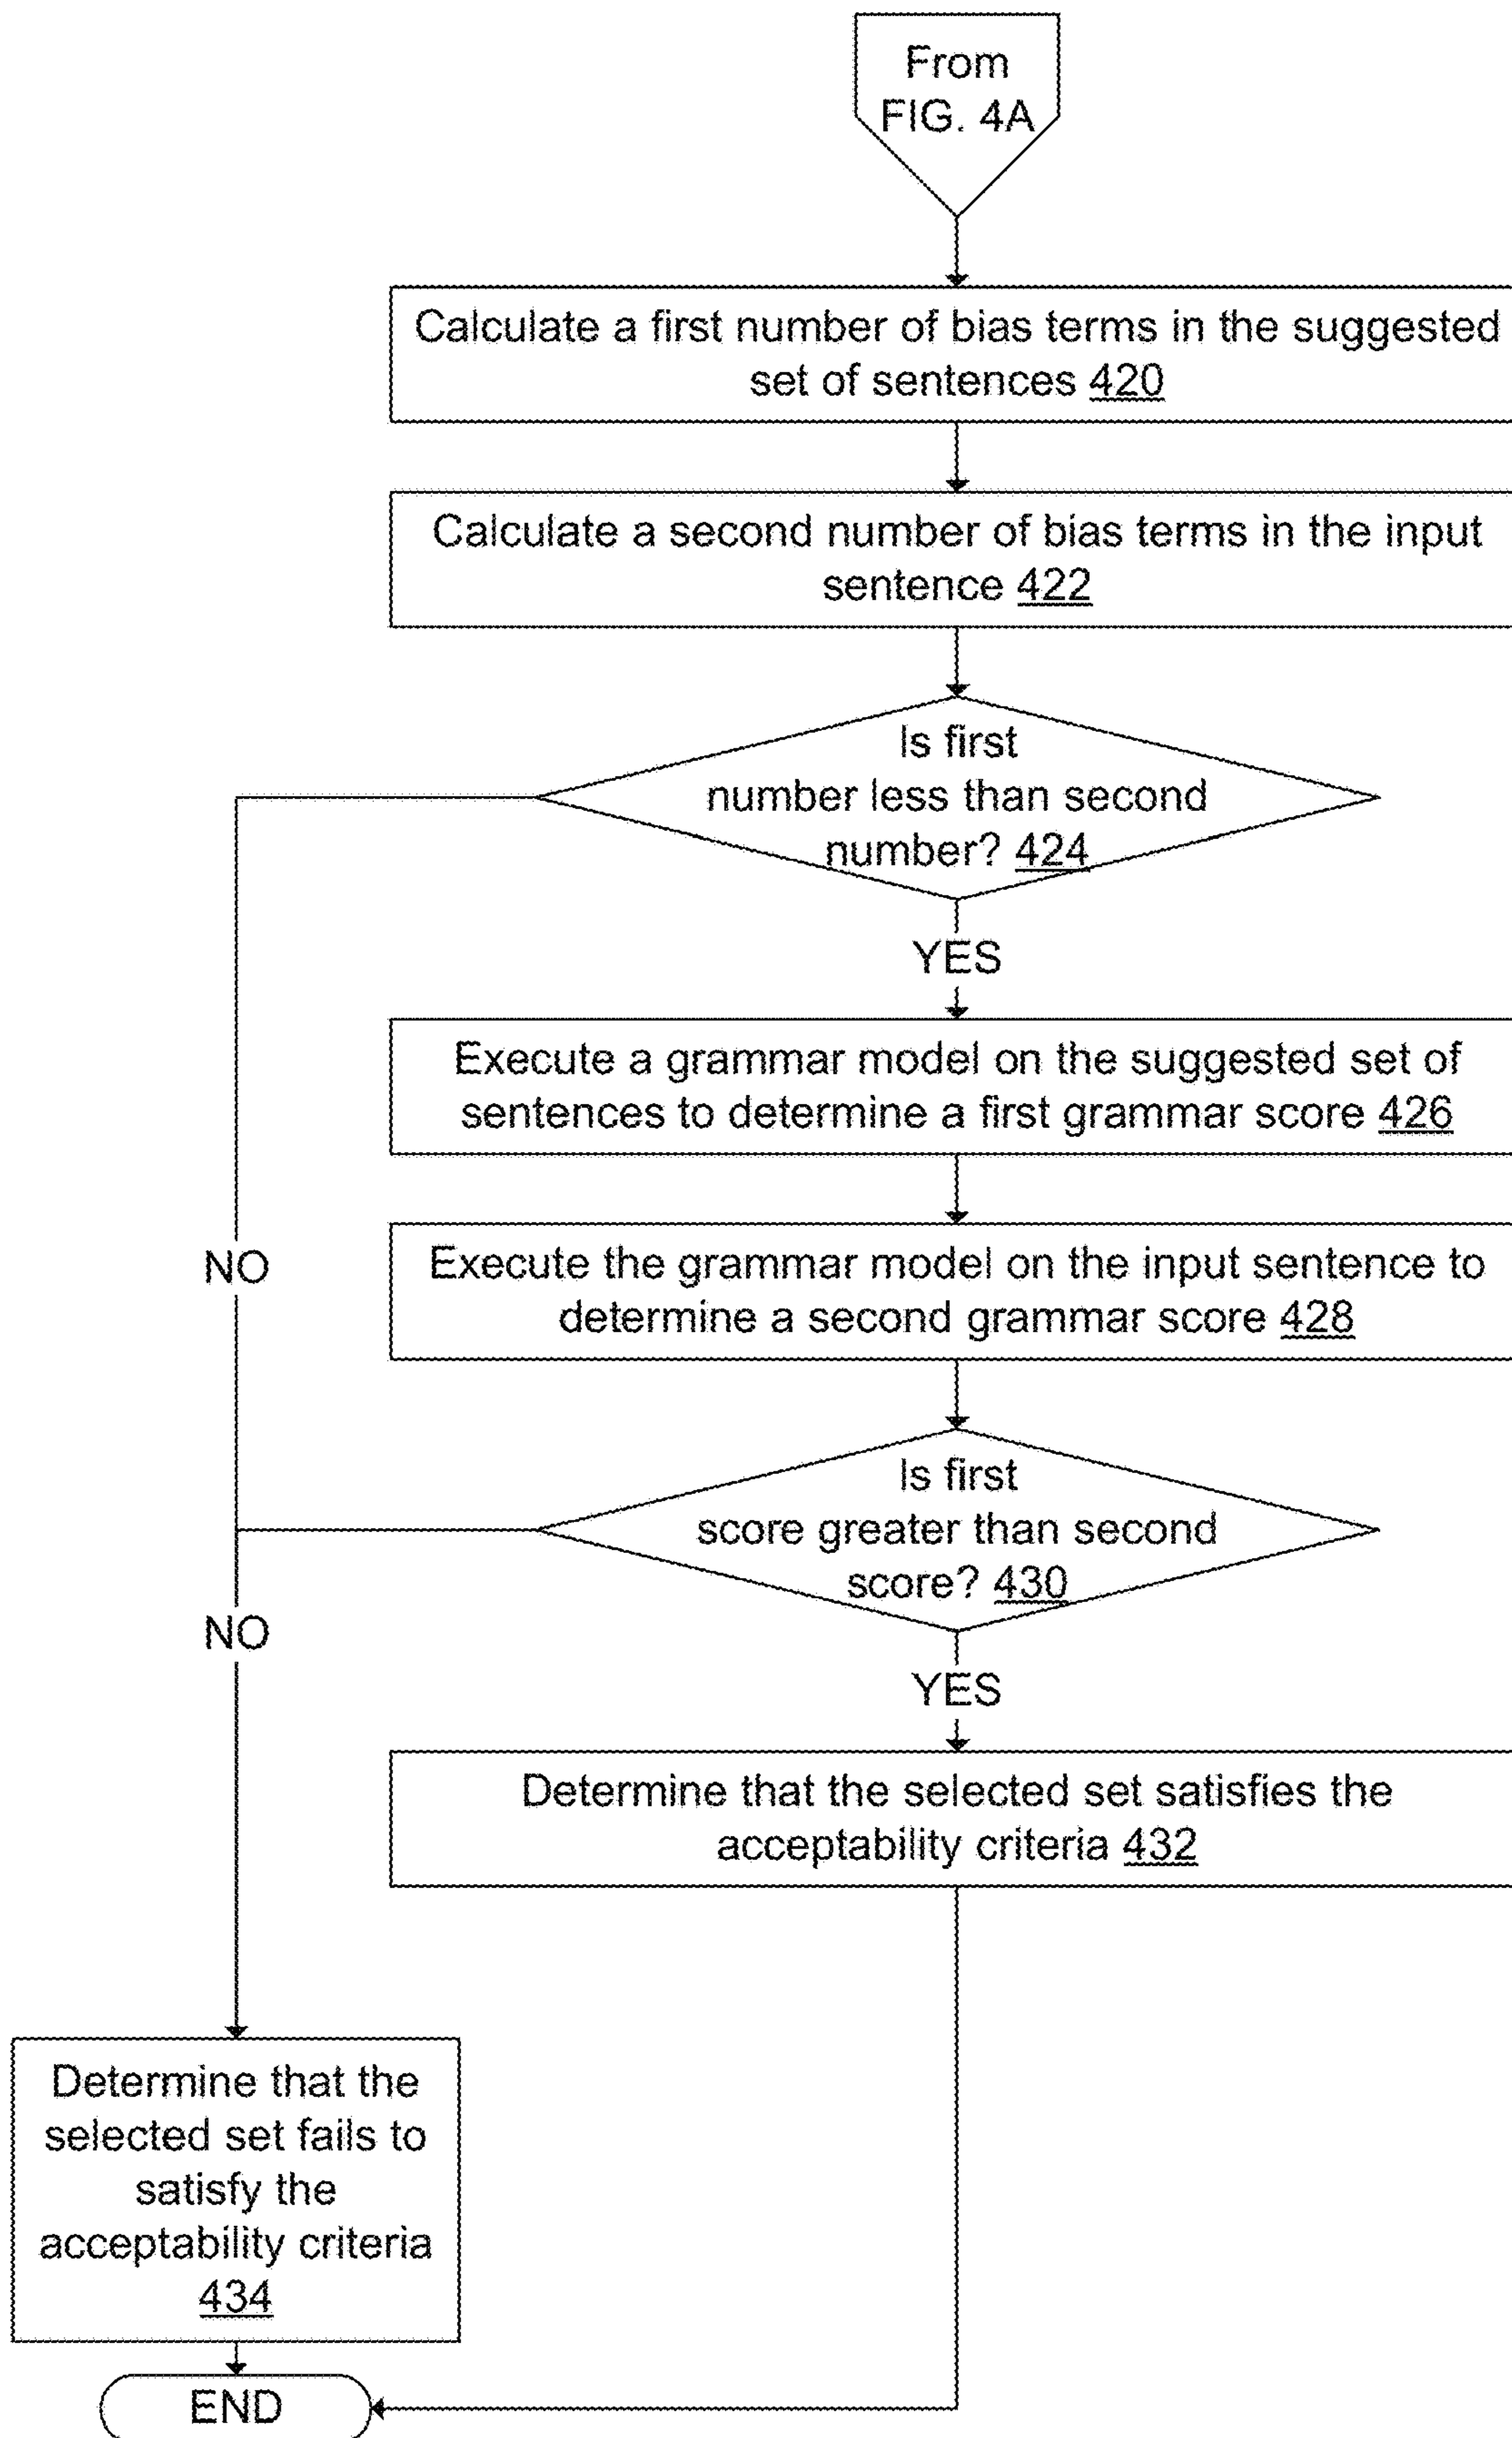 From
FIG. 4A
Calculate a first number of bias terms in the suggested
set of sentences 420
Calculate a second number of bias terms in the input
sentence 422
Is first
number less than second
number? 424
YES
Execute a grammar model on the suggested set of
sentences to determine a first grammar score 426
NO
Execute the grammar model on the input sentence to
determine a second grammar score 428
Is first
score greater than second
score? 430
NO
YES
Determine that the selected set satisfies the
acceptability criteria 432
Determine that the
selected set fails to
satisfy the
acceptability criteria
434
END